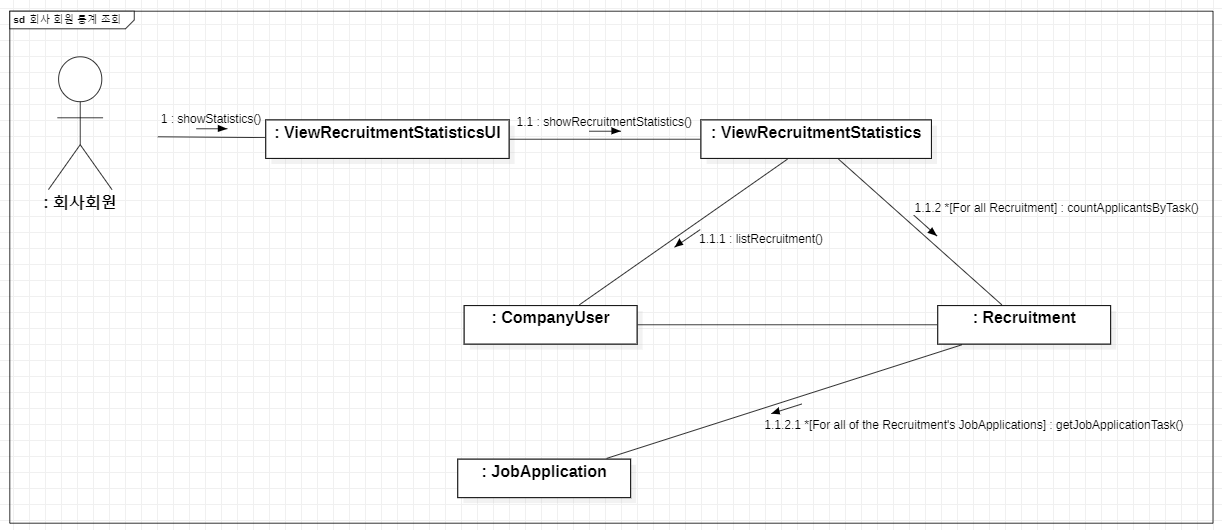 sd 회사 회원 통계 조회
1 : showStatistics()
: ViewRecruitmentStatisticsUI
1.1 : showRecruitmentStatistics()
: ViewRecruitmentStatistics
: 회사회원
1.1.2 *[For all Recruitment] : countApplicantsByTask()
1.1.1 : listRecruitment()
: CompanyUser
: Recruitment
1.1.2.1 *[For all of the Recruitment's JobApplications] : getJobApplicationTask()
: JobApplication